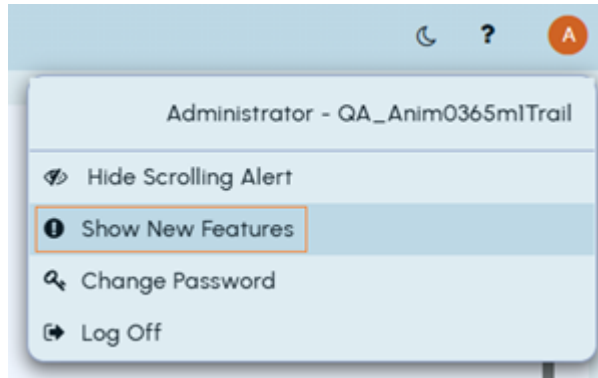 ? A
Administrator - QA_Anim0365m1Trail
Hide Scrolling Alert
Show New Features
Change Password
Log Off